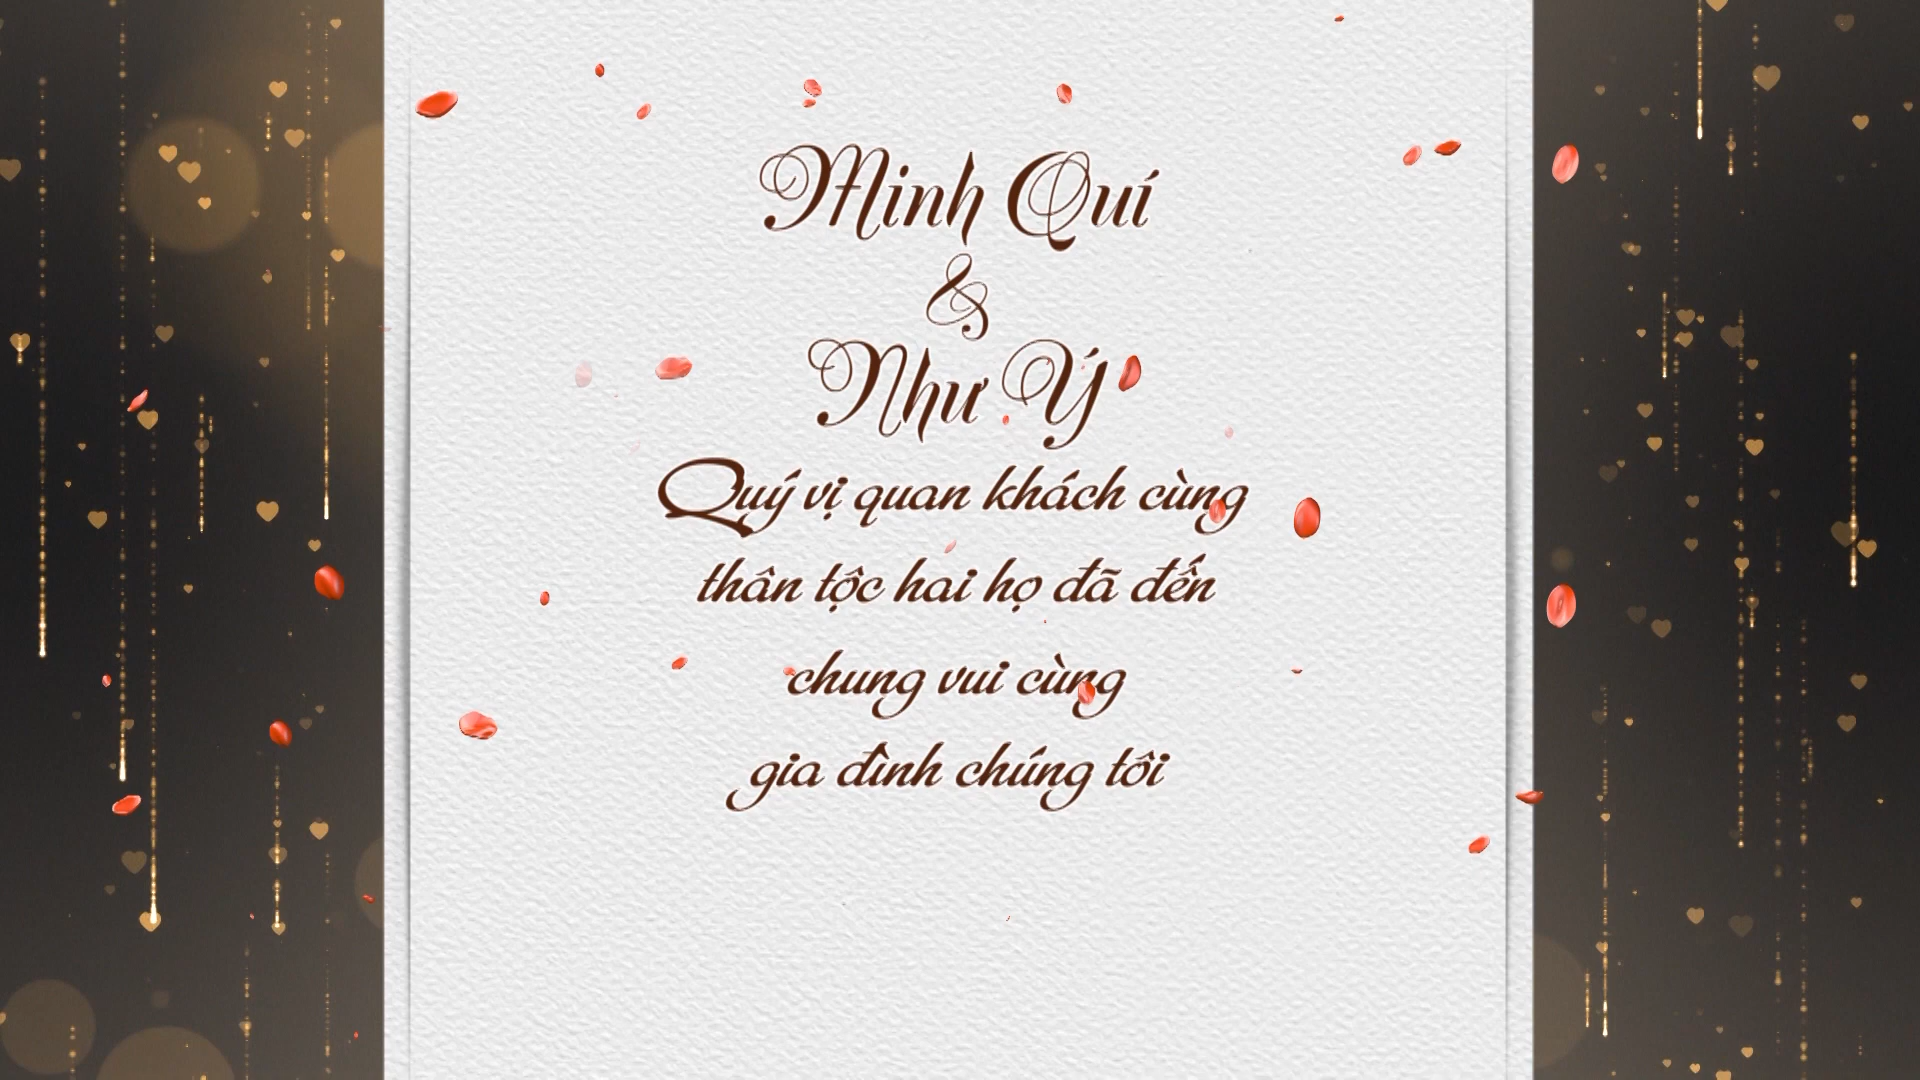 Minh Quí
&
Như Ý
Quý vị quan khách cùng
thân tộc hai họ đã đến
chung vui cùng
gia đình chúng tôi